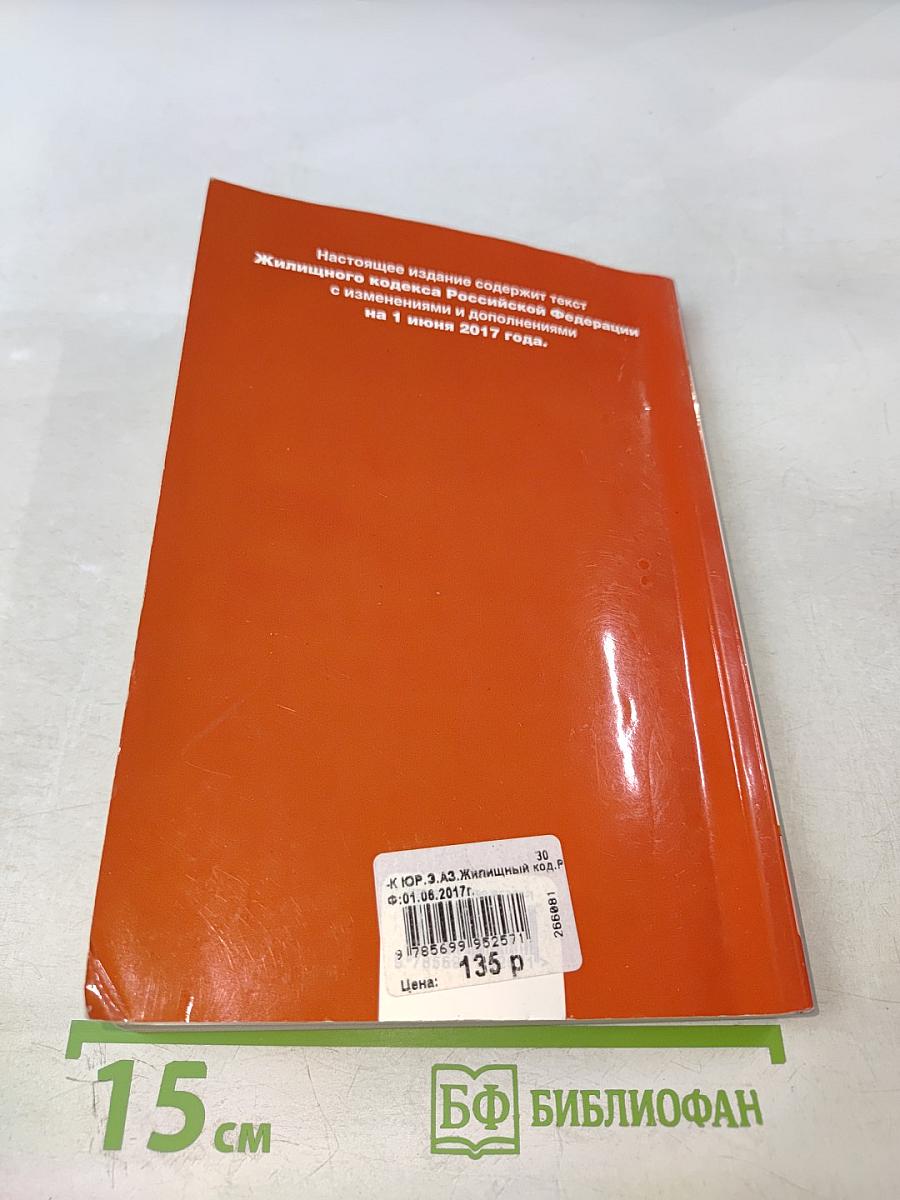 Настоящее издание содержит текст
Жилищного кодекса Российской Федерации
с изменениями и дополнениями
на 1 июня 2017 года.
30
-К ЮР.Э.АЗ.Жилищный код.Р
Ф:01.06.2017г.
266081
9 785699 952571
Цена: 135 р
15 см
БФ БИБЛИОФАН